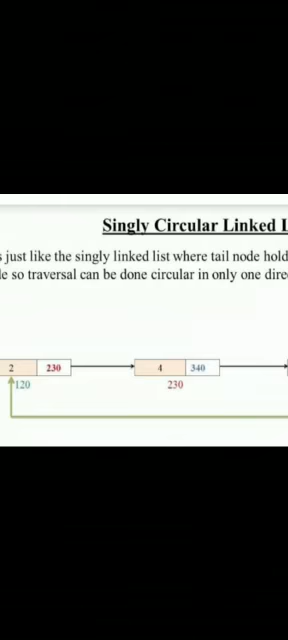 Singly Circular Linked L
s just like the singly linked list where tail node hold
le so traversal can be done circular in only one dire
2 230 4 340
120 230